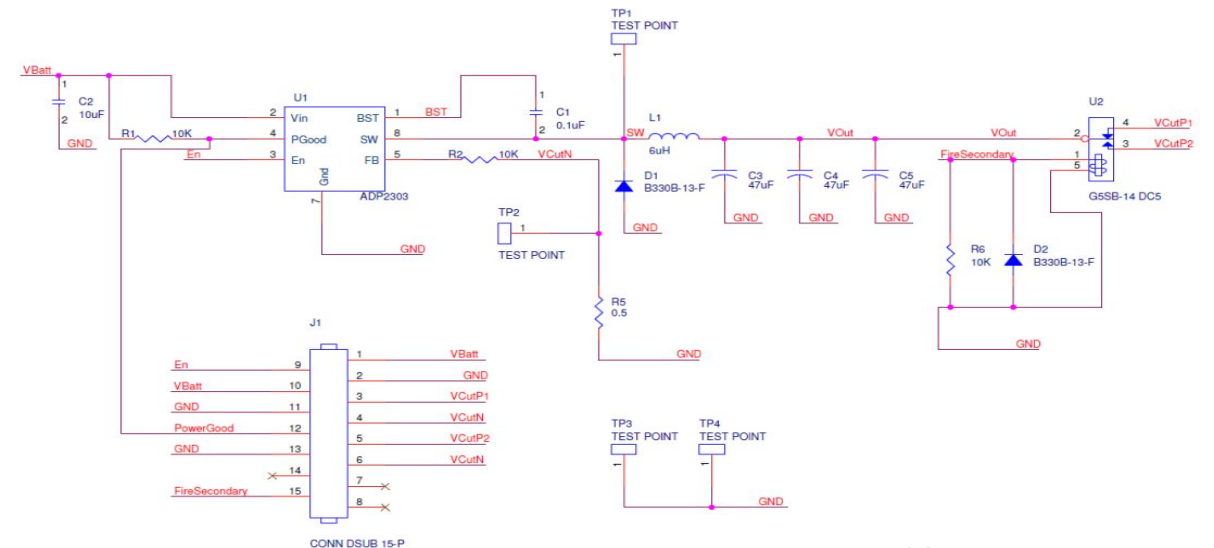 TP1
TEST POINT
1
VBatt
1
C2
10uF
2
GND
R1
10K
En
U1
2
Vin
BST
1
BST
4
PGood
SW
8
3
En
FB
5
Gnd
7
ADP2303
GND
1
C1
0.1uF
2
R2
10K
VCutN
SW
L1
6uH
VOut
VOut
D1
B330B-13-F
GND
C3
47uF
GND
C4
47uF
GND
C5
47uF
GND
U2
2
4
VCutP1
3
VCutP2
FireSecondary
1
5
G5SB-14 DC5
R6
10K
D2
B330B-13-F
GND
TP2
1
TEST POINT
R5
0.5
GND
J1
En
9
1
VBatt
VBatt
10
2
GND
GND
11
3
VCutP1
PowerGood
12
4
VCutN
GND
13
5
VCutP2
14
6
VCutN
FireSecondary
15
7
8
CONN DSUB 15-P
TP3
TEST POINT
1
TP4
TEST POINT
1
GND